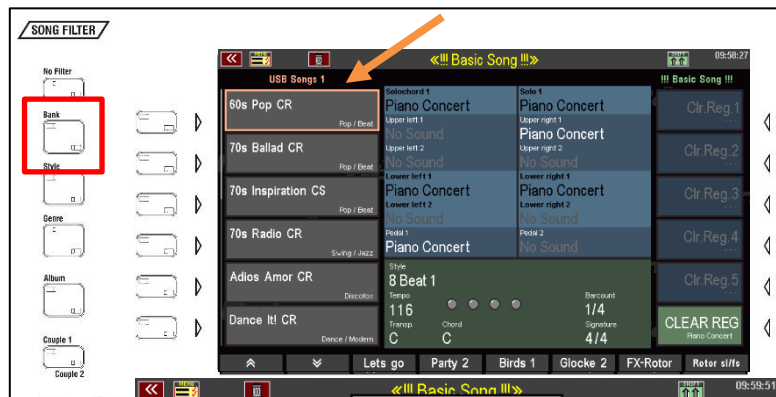 SONG FILTER
No Filter
Bank
Style
Genre
Album
Couple 1
Couple 2
MENU
«!!! Basic Song !!!»
SHIFT
09:58:27
USB Songs 1
!!! Basic Song !!!
60s Pop CR
Pop / Beat
70s Ballad CR
Pop / Beat
70s Inspiration CS
Pop / Beat
70s Radio CR
Swing / Jazz
Adios Amor CR
Discofox
Dance It! CR
Dance / Modern
Solochord 1
Piano Concert
Solo 1
Piano Concert
Upper left 1
No Sound
Upper right 1
Piano Concert
Upper left 2
No Sound
Upper right 2
No Sound
Lower left 1
Piano Concert
Lower right 1
Piano Concert
Lower left 2
No Sound
Lower right 2
No Sound
Pedal 1
Piano Concert
Pedal 2
No Sound
Style
8 Beat 1
Tempo
116
Barcount
1/4
Transp.
C
Chord
C
Signature
4/4
Clr.Reg.1
---
Clr.Reg.2
---
Clr.Reg.3
---
Clr.Reg.4
---
Clr.Reg.5
---
CLEAR REG
Piano Concert
Lets go
Party 2
Birds 1
Glocke 2
FX-Rotor
Rotor sl/fs
MENU
«!!! Basic Song !!!»
SHIFT
09:59:51